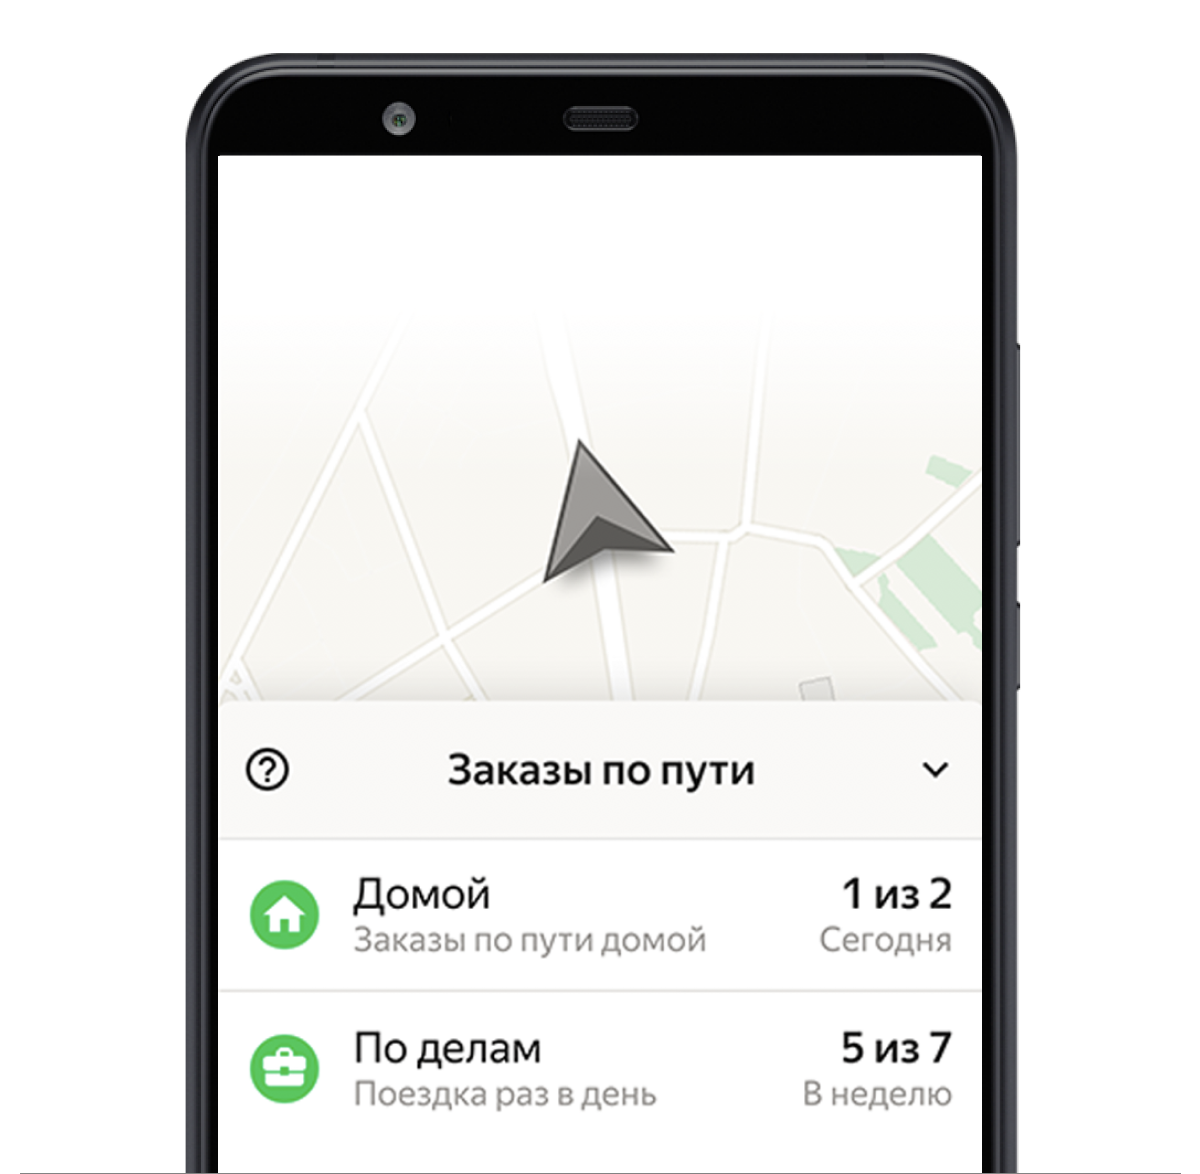 Заказы по пути
Домой
1 из 2
Заказы по пути домой
Сегодня
По делам
5 из 7
Поездка раз в день
В неделю